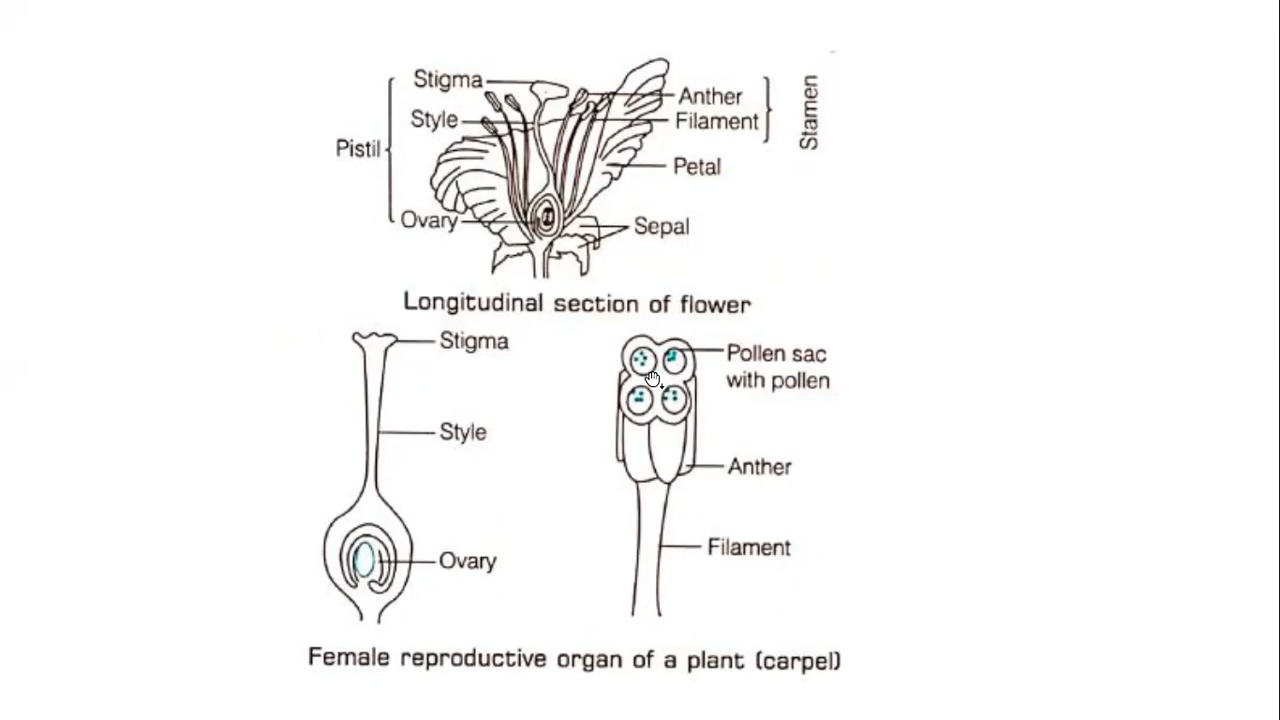 Stigma
Style
Pistil
Ovary
Anther
Filament
Stamen
Petal
Sepal
Longitudinal section of flower
Stigma
Style
Ovary
Pollen sac
with pollen
Anther
Filament
Female reproductive organ of a plant (carpel)